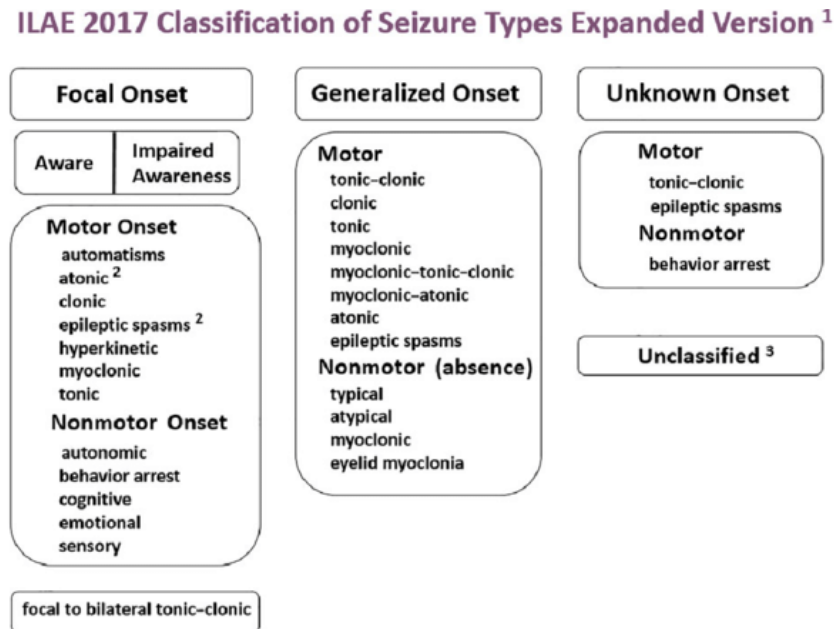 ILAE 2017 Classification of Seizure Types Expanded Version ¹
Focal Onset
Aware
Impaired
Awareness
Motor Onset
automatisms
atonic ²
clonic
epileptic spasms ²
hyperkinetic
myoclonic
tonic
Nonmotor Onset
autonomic
behavior arrest
cognitive
emotional
sensory
focal to bilateral tonic–clonic
Generalized Onset
Motor
tonic–clonic
clonic
tonic
myoclonic
myoclonic–tonic–clonic
myoclonic–atonic
atonic
epileptic spasms
Nonmotor (absence)
typical
atypical
myoclonic
eyelid myoclonia
Unknown Onset
Motor
tonic–clonic
epileptic spasms
Nonmotor
behavior arrest
Unclassified ³